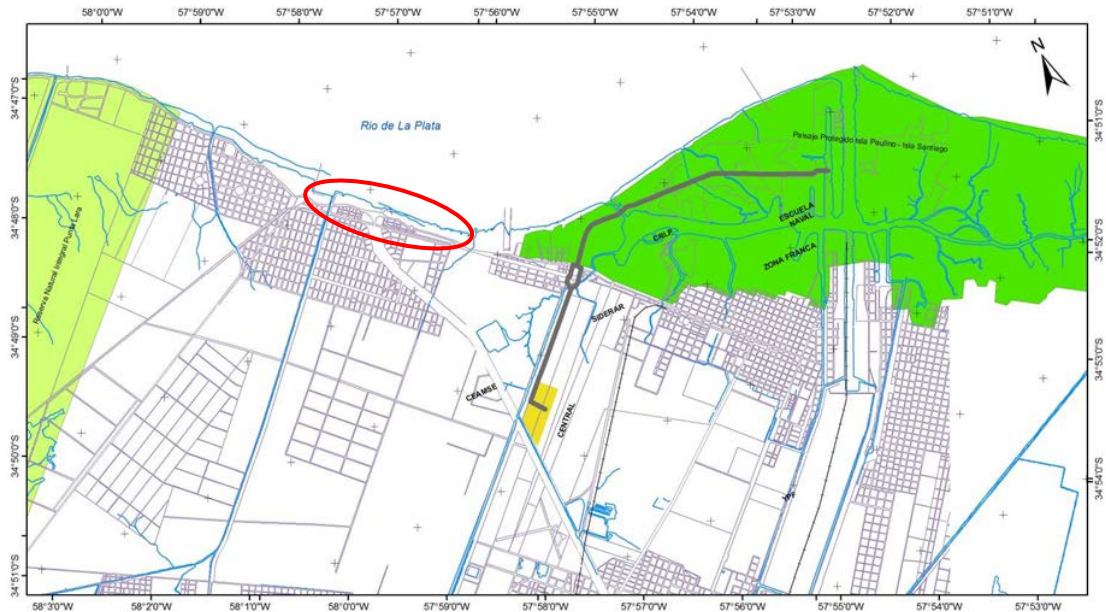 58°0'0"W
57°59'0"W
57°58'0"W
57°57'0"W
57°56'0"W
57°55'0"W
57°54'0"W
57°53'0"W
57°52'0"W
57°51'0"W
N
34°47'0"S
34°48'0"S
34°49'0"S
34°50'0"S
34°51'0"S
34°51'0"S
34°52'0"S
34°53'0"S
34°54'0"S
Rio de La Plata
Paisaje Protegido Isla Paulino - Isla Santiago
Reserva Natural Integral Punta Lara
ESCUELA
NAVAL
CRLP
ZONA FRANCA
SIDERAR
CEAMSE
CENTRAL
YPF
58°3'0"W
58°2'0"W
58°1'0"W
58°0'0"W
57°59'0"W
57°58'0"W
57°57'0"W
57°56'0"W
57°55'0"W
57°54'0"W
57°53'0"W